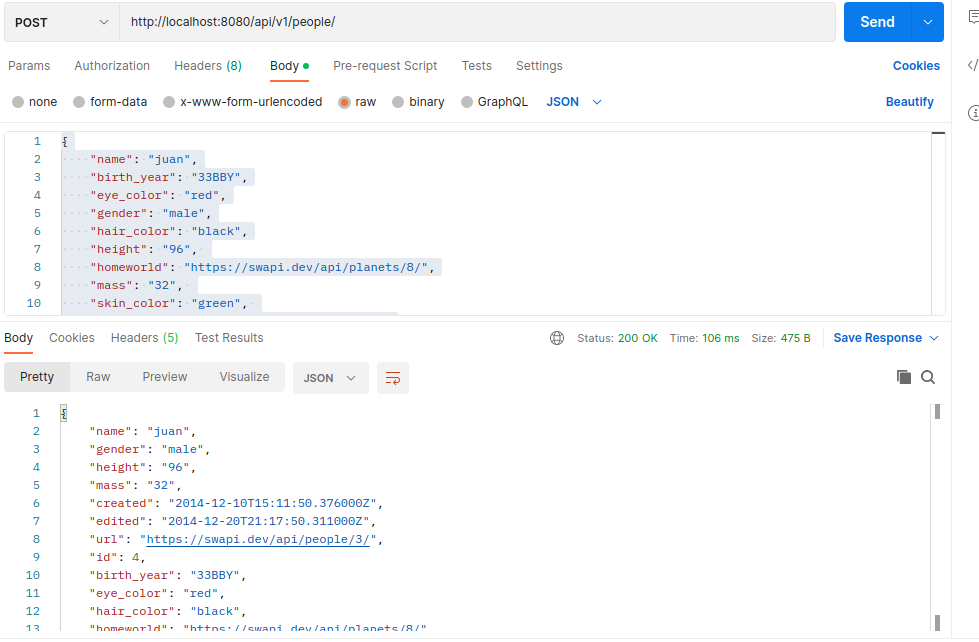 POST http://localhost:8080/api/v1/people/ Send
Params Authorization Headers (8) Body Pre-request Script Tests Settings Cookies
none form-data x-www-form-urlencoded raw binary GraphQL JSON Beautify
1 {
2 "name": "juan",
3 "birth_year": "33BBY",
4 "eye_color": "red",
5 "gender": "male",
6 "hair_color": "black",
7 "height": "96",
8 "homeworld": "https://swapi.dev/api/planets/8/",
9 "mass": "32",
10 "skin_color": "green",
Body Cookies Headers (5) Test Results Status: 200 OK Time: 106 ms Size: 475 B Save Response
Pretty Raw Preview Visualize JSON
1 {
2 "name": "juan",
3 "gender": "male",
4 "height": "96",
5 "mass": "32",
6 "created": "2014-12-10T15:11:50.376000Z",
7 "edited": "2014-12-20T21:17:50.311000Z",
8 "url": "https://swapi.dev/api/people/3/",
9 "id": 4,
10 "birth_year": "33BBY",
11 "eye_color": "red",
12 "hair_color": "black",
13 "homeworld": "https://swapi.dev/api/planets/8/"